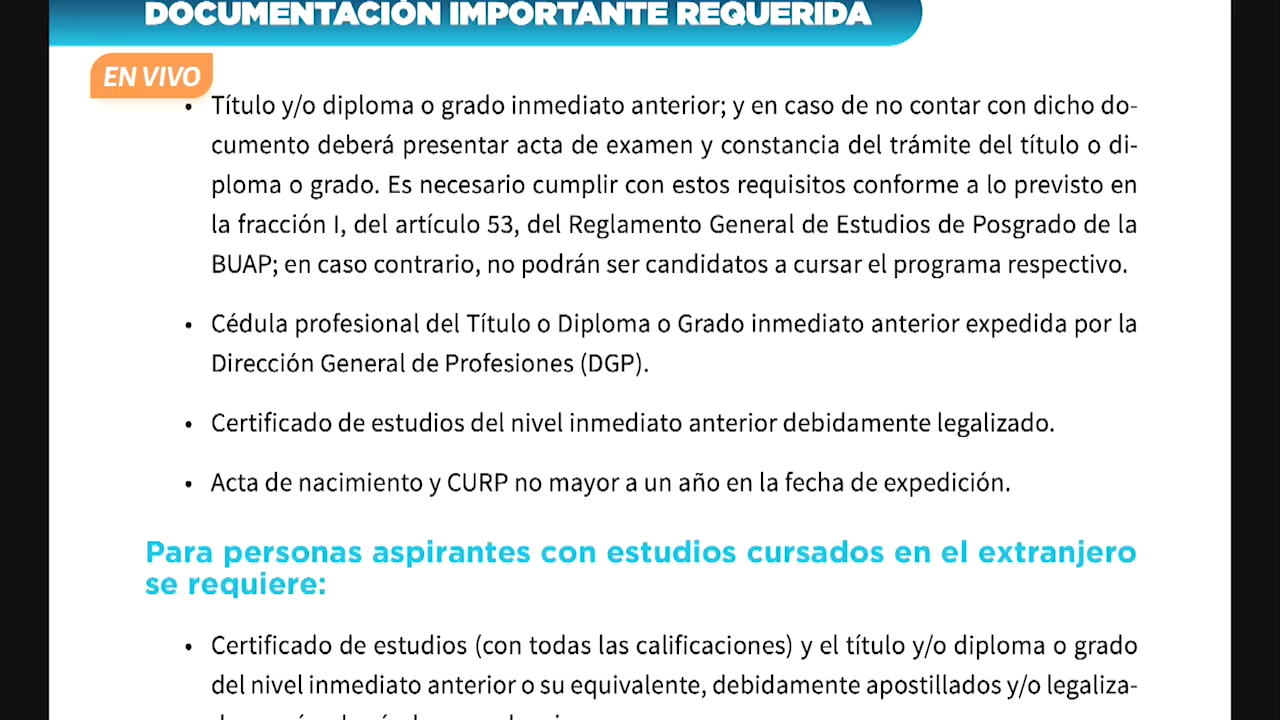 DOCUMENTACIÓN IMPORTANTE REQUERIDA
EN VIVO
• Título y/o diploma o grado inmediato anterior; y en caso de no contar con dicho do-
cumento deberá presentar acta de examen y constancia del trámite del título o di-
ploma o grado. Es necesario cumplir con estos requisitos conforme a lo previsto en
la fracción I, del artículo 53, del Reglamento General de Estudios de Posgrado de la
BUAP; en caso contrario, no podrán ser candidatos a cursar el programa respectivo.
• Cédula profesional del Título o Diploma o Grado inmediato anterior expedida por la
Dirección General de Profesiones (DGP).
• Certificado de estudios del nivel inmediato anterior debidamente legalizado.
• Acta de nacimiento y CURP no mayor a un año en la fecha de expedición.
Para personas aspirantes con estudios cursados en el extranjero
se requiere:
• Certificado de estudios (con todas las calificaciones) y el título y/o diploma o grado
del nivel inmediato anterior o su equivalente, debidamente apostillados y/o legaliza-